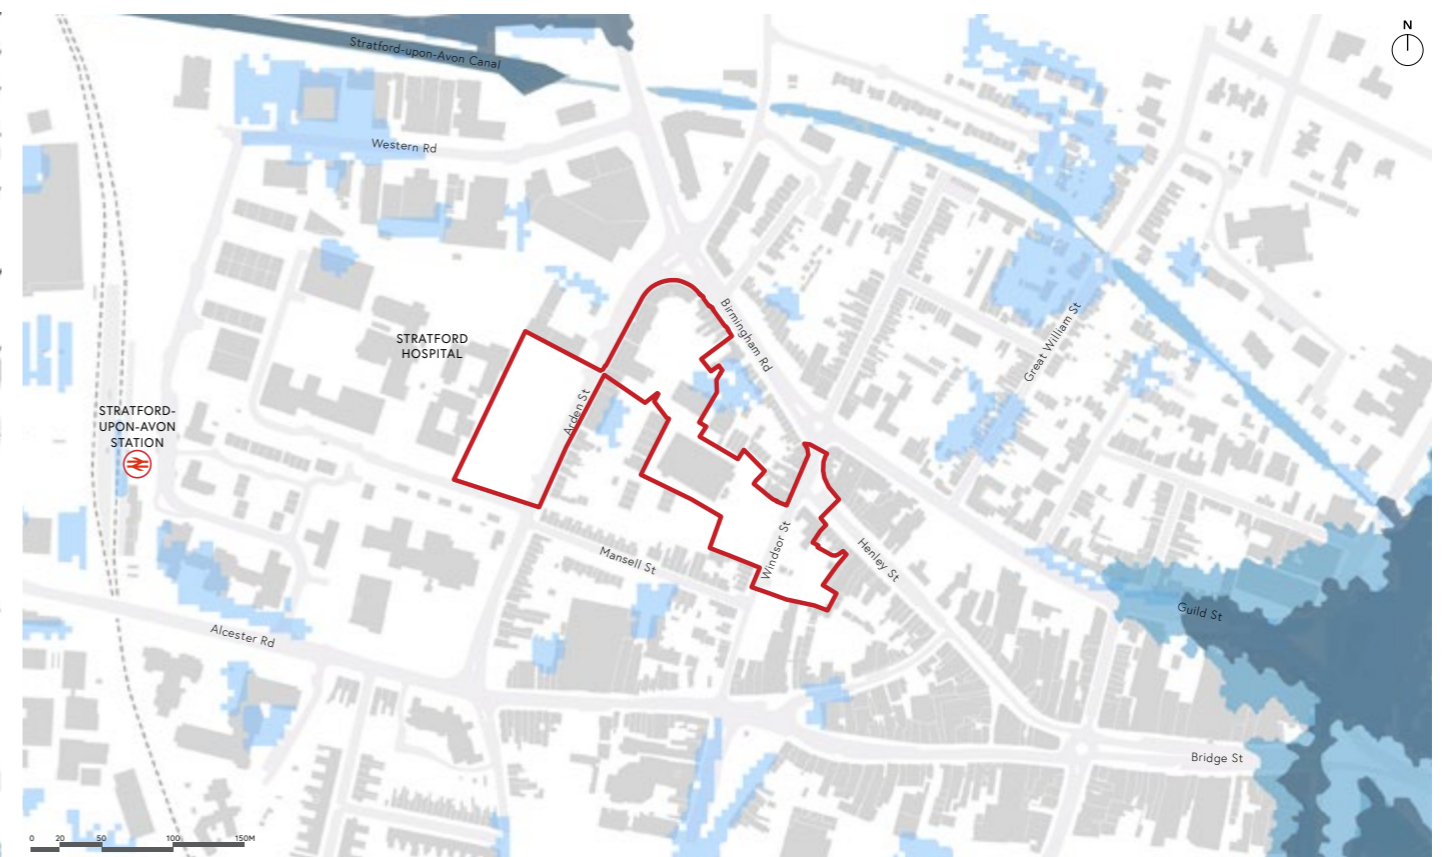 N
Stratford-upon-Avon Canal
Western Rd
STRATFORD
HOSPITAL
Birmingham Rd
Great William St
Arden St
STRATFORD-
UPON-AVON
STATION
Windsor St
Henley St
Mansell St
Guild St
Alcester Rd
Bridge St
0 20 50 100 150M